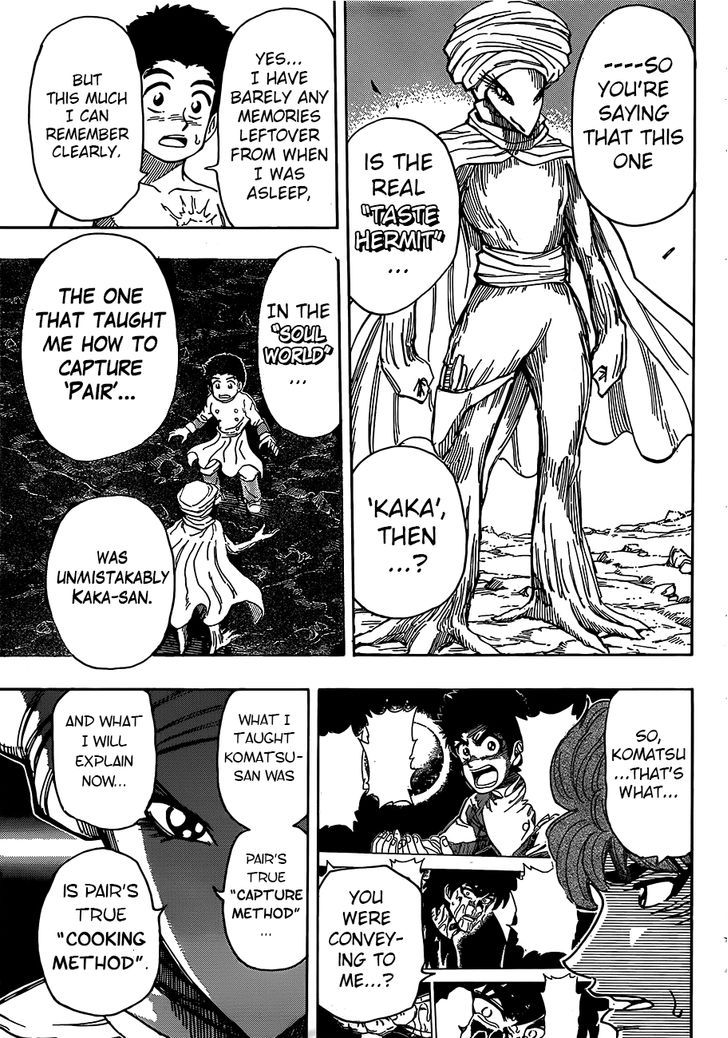 ----SO
YOU'RE
SAYING
THAT THIS
ONE
IS THE
REAL
"TASTE
HERMIT"
...
'KAKA',
THEN
...?
YES...
I HAVE
BARELY ANY
MEMORIES
LEFTOVER
FROM WHEN
I WAS
ASLEEP,
BUT
THIS MUCH
I CAN
REMEMBER
CLEARLY.
IN THE
"SOUL
WORLD"
...
THE ONE
THAT TAUGHT
ME HOW TO
CAPTURE
'PAIR'...
WAS
UNMISTAKABLY
KAKA-SAN.
SO,
KOMATSU
...THAT'S
WHAT...
YOU
WERE
CONVEY-
ING TO
ME...?
WHAT I
TAUGHT
KOMATSU-
SAN WAS
PAIR'S
TRUE
"CAPTURE
METHOD"
...
AND WHAT
I WILL
EXPLAIN
NOW...
IS PAIR'S
TRUE
"COOKING
METHOD".